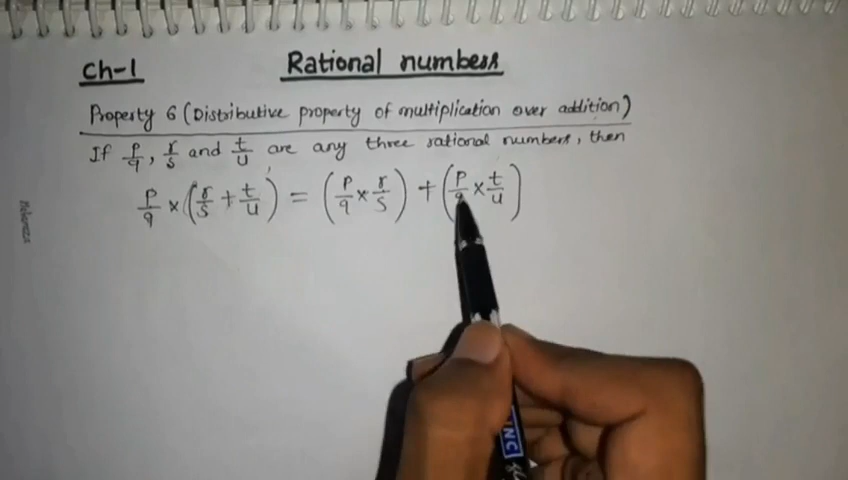 Ch-1 Rational numbers
Property 6 (Distributive property of multiplication over addition)
If p/q, r/s and t/u are any three rational numbers, then
p/q × (r/s + t/u) = (p/q × r/s) + (p/q × t/u)